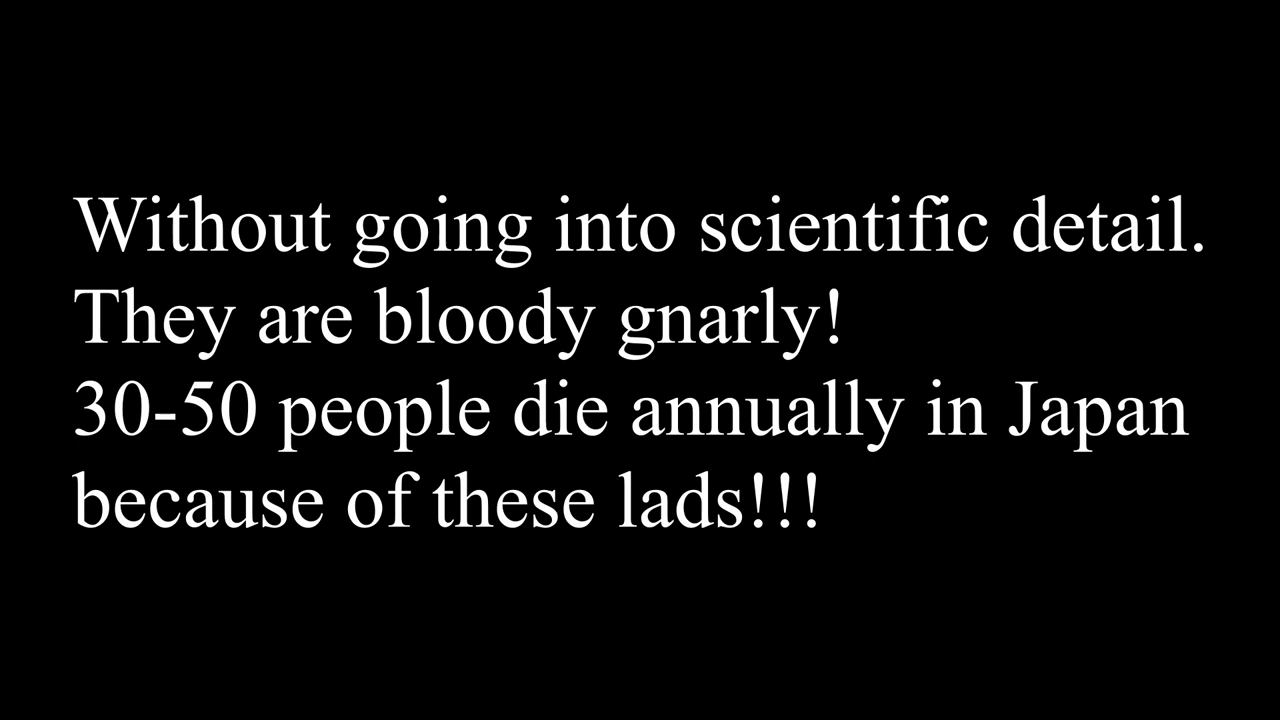 Without going into scientific detail.
They are bloody gnarly!
30-50 people die annually in Japan
because of these lads!!!